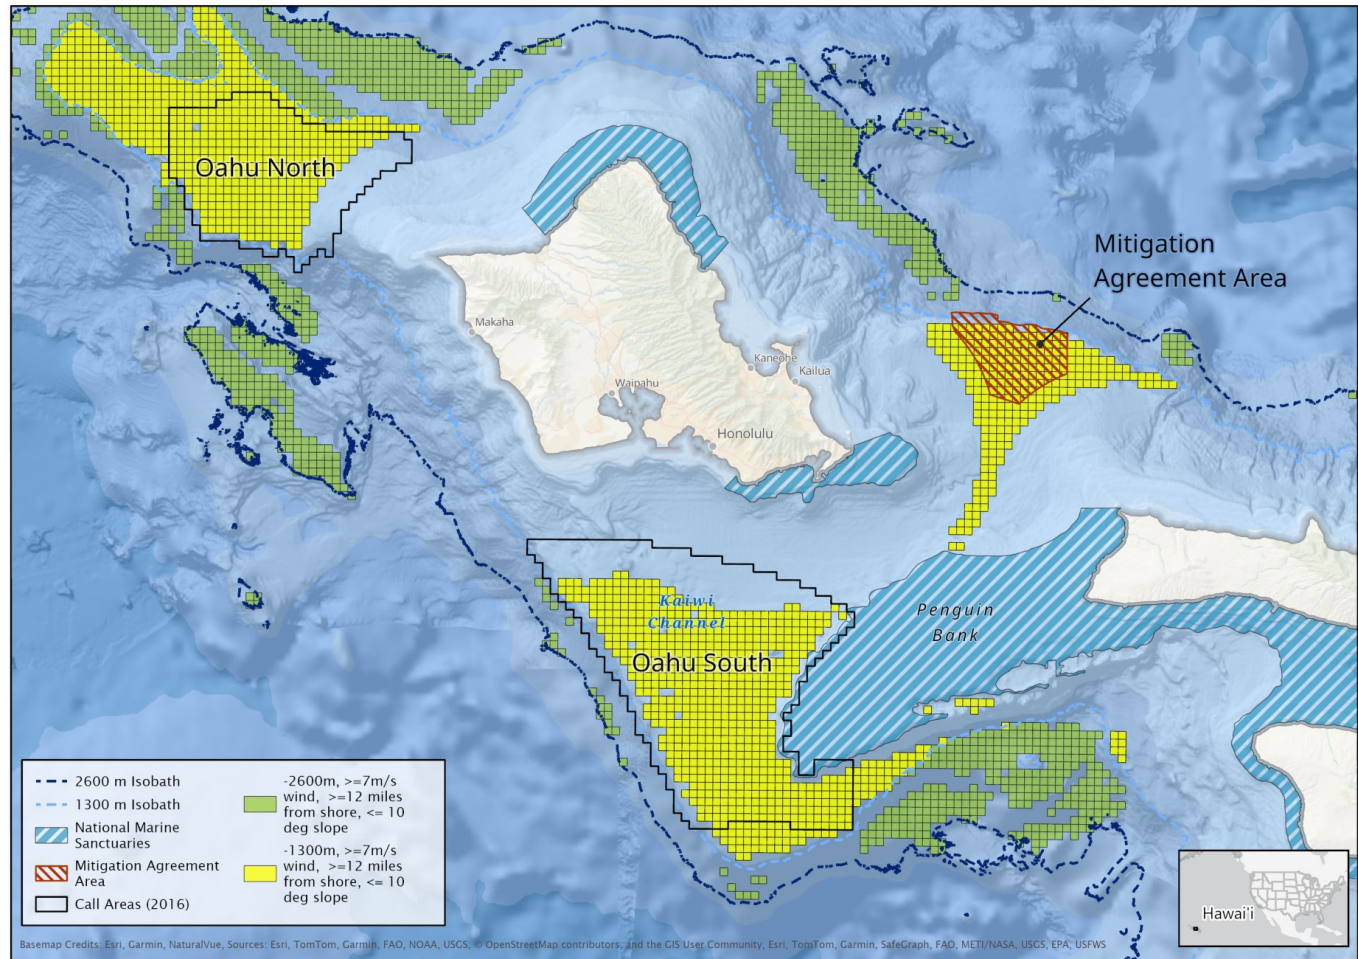 Oahu North
Mitigation
Agreement Area
Makaha
Kaneohe
Kailua
Waipahu
Honolulu
Kaiwi
Channel
Penguin
Bank
Oahu South
2600 m Isobath
1300 m Isobath
National Marine
Sanctuaries
Mitigation Agreement
Area
Call Areas (2016)
-2600m, >=7m/s
wind, >=12 miles
from shore, <= 10
deg slope
-1300m, >=7m/s
wind, >=12 miles
from shore, <= 10
deg slope
Hawai'i
Basemap Credits: Esri, Garmin, NaturalVue, Sources: Esri, TomTom, Garmin, FAO, NOAA, USGS, © OpenStreetMap contributors, and the GIS User Community, Esri, TomTom, Garmin, SafeGraph, FAO, METI/NASA, USGS, EPA, USFWS